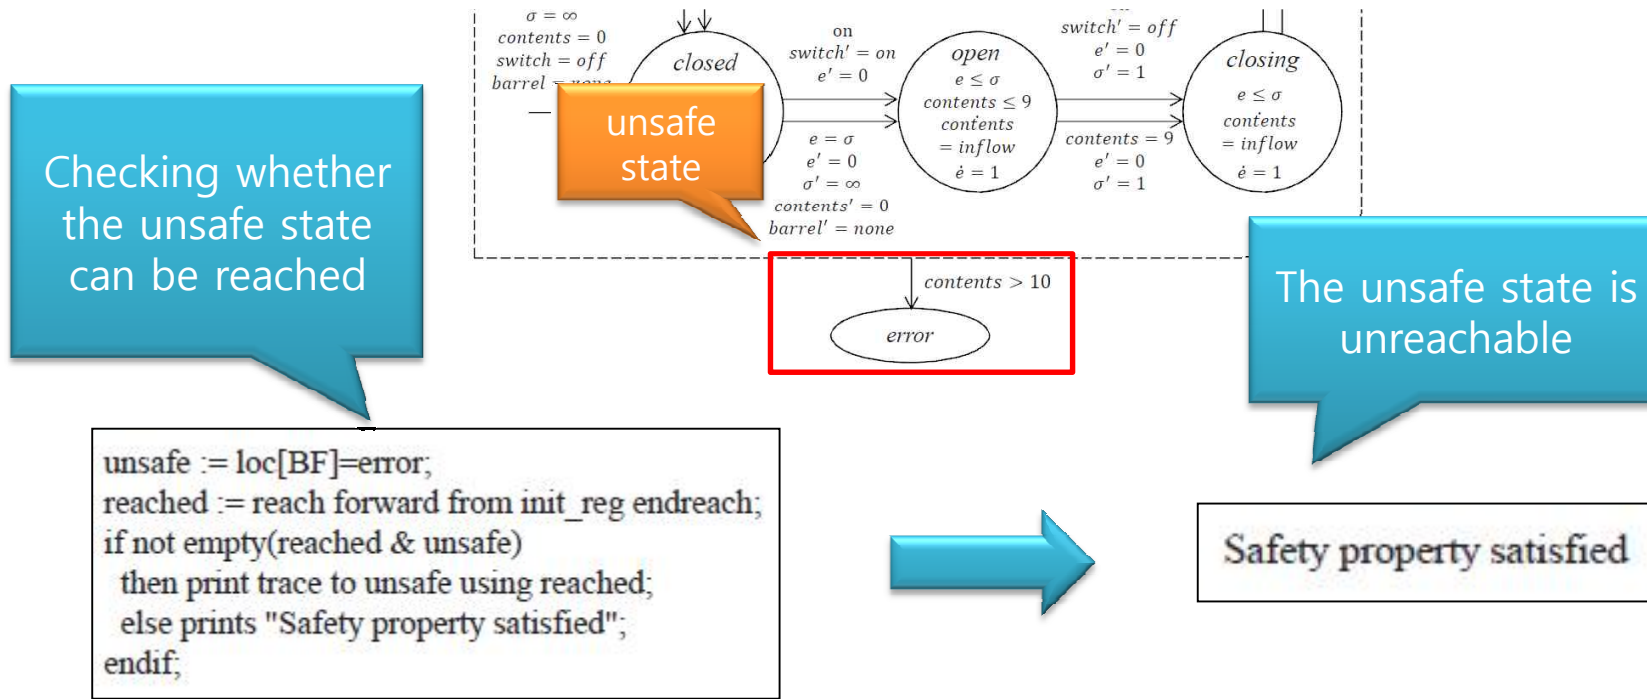 σ = ∞
contents = 0
switch = off
barrel = none
closed
on
switch′ = on
e′ = 0
e = σ
e′ = 0
σ′ = ∞
contents′ = 0
barrel′ = none
open
e ≤ σ
contents ≤ 9
conteṅts
= inflow
ė = 1
switch′ = off
e′ = 0
σ′ = 1
contents = 9
e′ = 0
σ′ = 1
closing
e ≤ σ
conteṅts
= inflow
ė = 1
unsafe
state
Checking whether
the unsafe state
can be reached
contents > 10
error
The unsafe state is
unreachable
unsafe := loc[BF]=error;
reached := reach forward from init_reg endreach;
if not empty(reached & unsafe)
then print trace to unsafe using reached;
else prints "Safety property satisfied";
endif;
Safety property satisfied